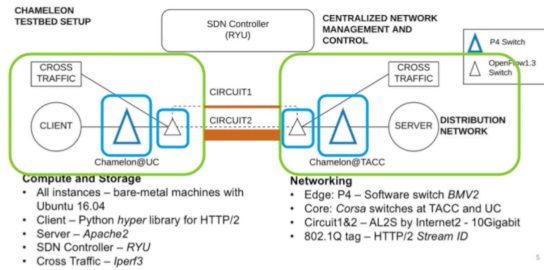 CHAMELEON
TESTBED SETUP
SDN Controller
(RYU)
CENTRALIZED NETWORK
MANAGEMENT AND
CONTROL
P4 Switch
OpenFlow1.3
Switch
CROSS
TRAFFIC
CIRCUIT1
CROSS
TRAFFIC
CLIENT
CIRCUIT2
SERVER
DISTRIBUTION
NETWORK
Chamelon@UC
Chamelon@TACC
Compute and Storage
• All instances – bare-metal machines with
Ubuntu 16.04
• Client – Python hyper library for HTTP/2
• Server – Apache2
• SDN Controller – RYU
• Cross Traffic – Iperf3
Networking
• Edge: P4 – Software switch BMV2
• Core: Corsa switches at TACC and UC
• Circuit1&2 – AL2S by Internet2 - 10Gigabit
• 802.1Q tag – HTTP/2 Stream ID
5